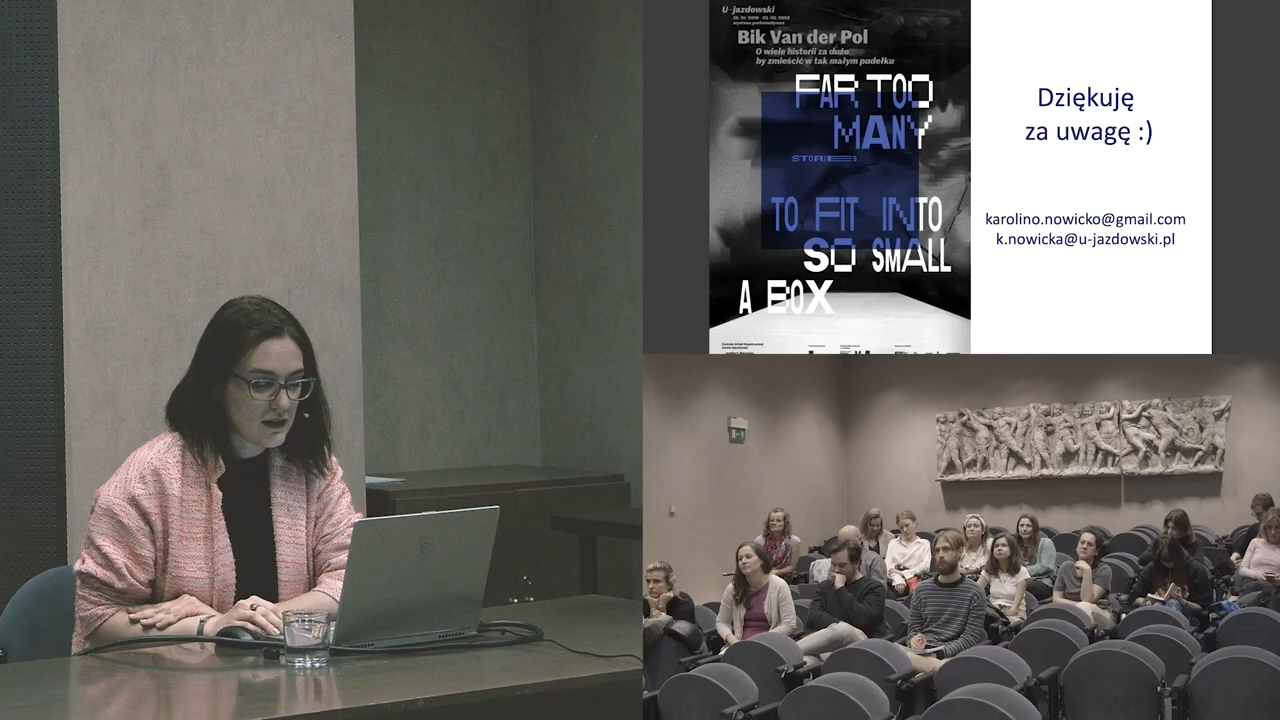 U-jazdowski
Bik Van der Pol
O wiele historii za dużo,
by zmieścić w tak małym pudełku
FAR TOO
MANY
STORIES
TO FIT INTO
SO SMALL
A BOX
Dziękuję
za uwagę :)
karolino.nowicko@gmail.com
k.nowicka@u-jazdowski.pl